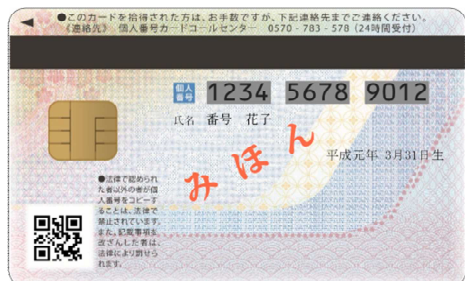 ●このカードを拾得された方は、お手数ですが、下記連絡先までご連絡ください。
《連絡先》 個人番号カードコールセンター 0570-783-578 (24時間受付)
個人番号 1234 5678 9012
氏名 番号 花子
平成元年 3月31日生
みほん
●法律で認められ
た者以外の者が個
人番号をコピーす
ることは、法律で
禁止されています。
また、記載事項を
改ざんした者は、
法律により罰せら
れます。